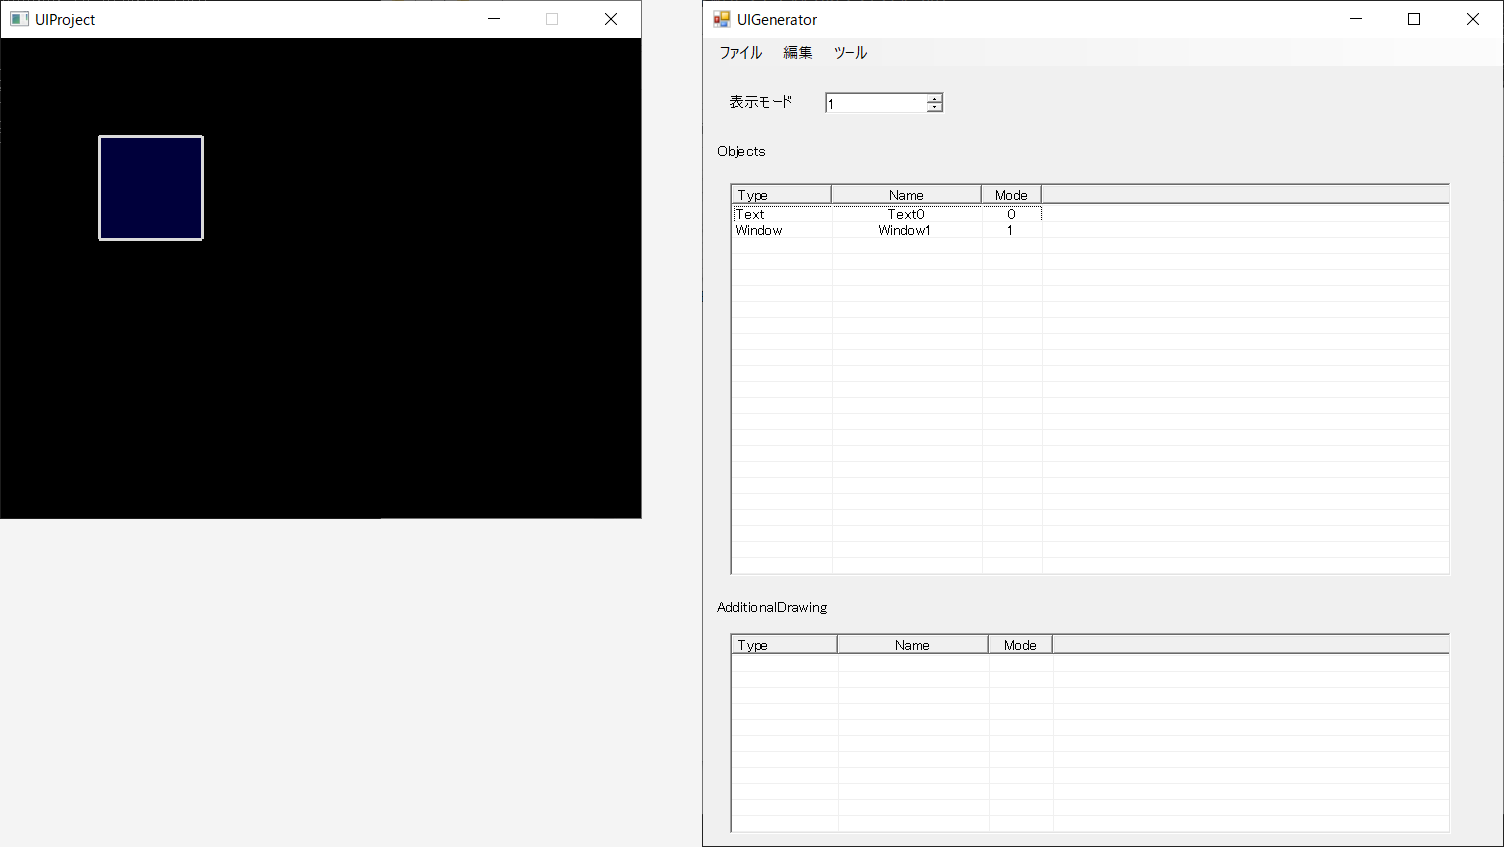 UIProject
UIGenerator
ファイル 編集 ツール
表示モード 1
Objects
Type Name Mode
Text Text0 0
Window Window1 1
AdditionalDrawing
Type Name Mode